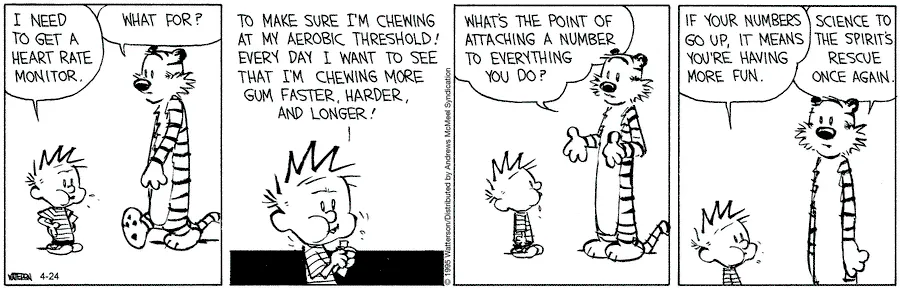 I NEED
TO GET A
HEART RATE
MONITOR.
WHAT FOR?
WATTERSON 4-24
TO MAKE SURE I'M CHEWING
AT MY AEROBIC THRESHOLD!
EVERY DAY I WANT TO SEE
THAT I'M CHEWING MORE
GUM FASTER, HARDER,
AND LONGER!
© 1995 Watterson/Distributed by Andrews McMeel Syndication
WHAT'S THE POINT OF
ATTACHING A NUMBER
TO EVERYTHING
YOU DO?
IF YOUR NUMBERS
GO UP, IT MEANS
YOU'RE HAVING
MORE FUN.
SCIENCE TO
THE SPIRIT'S
RESCUE
ONCE AGAIN.